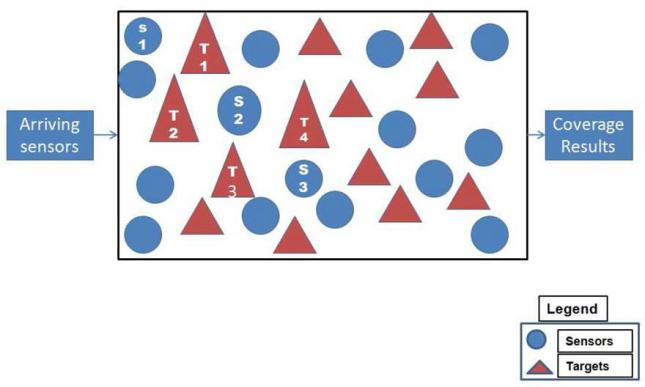 s
1
T
1
S
2
T
2
T
4
Arriving
sensors
Coverage
Results
T
3
S
3
Legend
Sensors
Targets